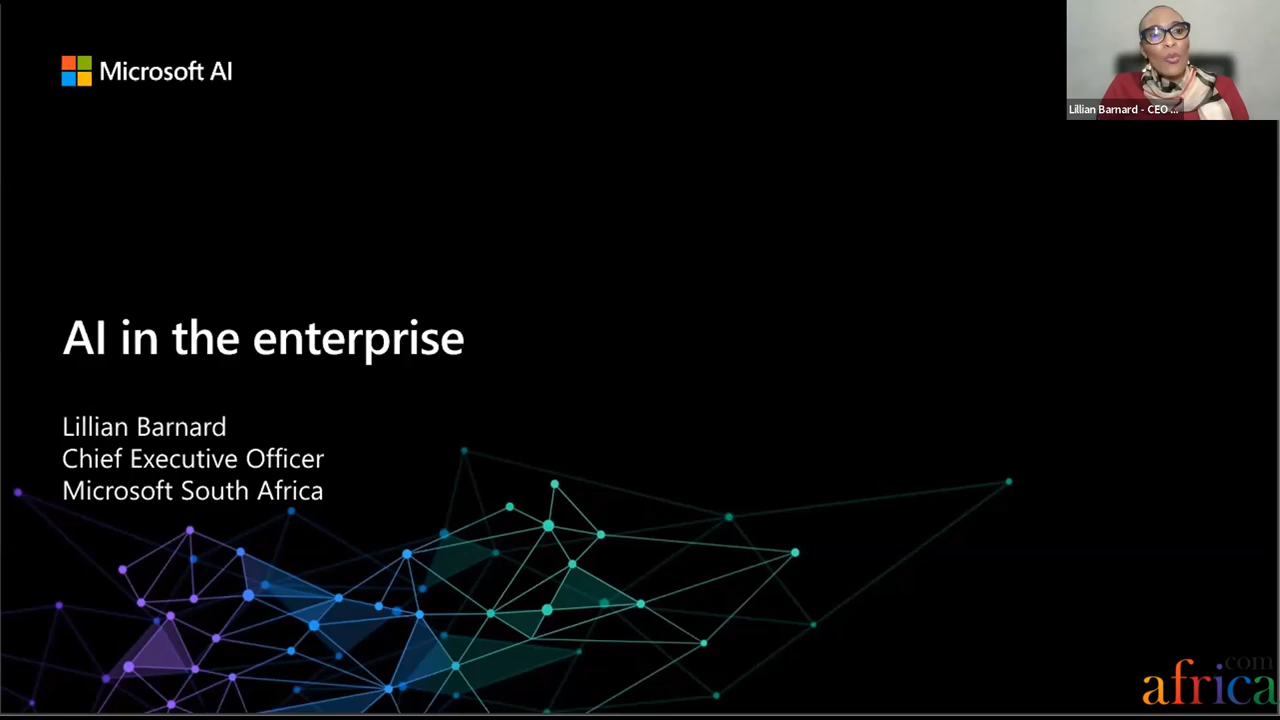 Microsoft AI
Lillian Barnard - CEO ...
AI in the enterprise
Lillian Barnard
Chief Executive Officer
Microsoft South Africa
com
africa